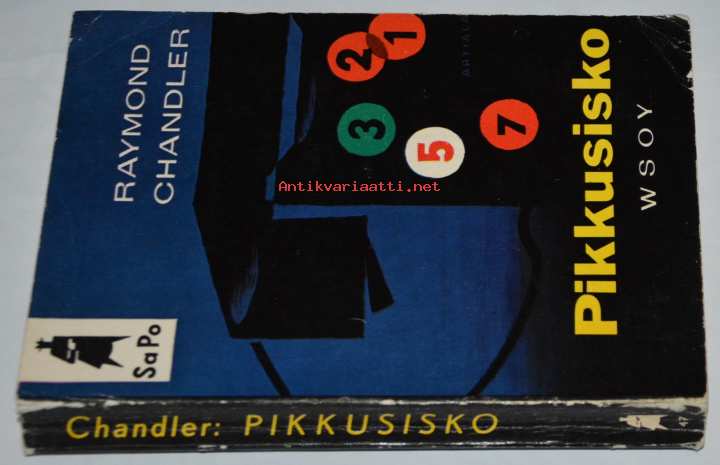 RAYMOND
CHANDLER
1
2
3
5
7
Pikkusisko
WSOY
SaPo
Antikvariaatti.net
Chandler: PIKKUSISKO
47